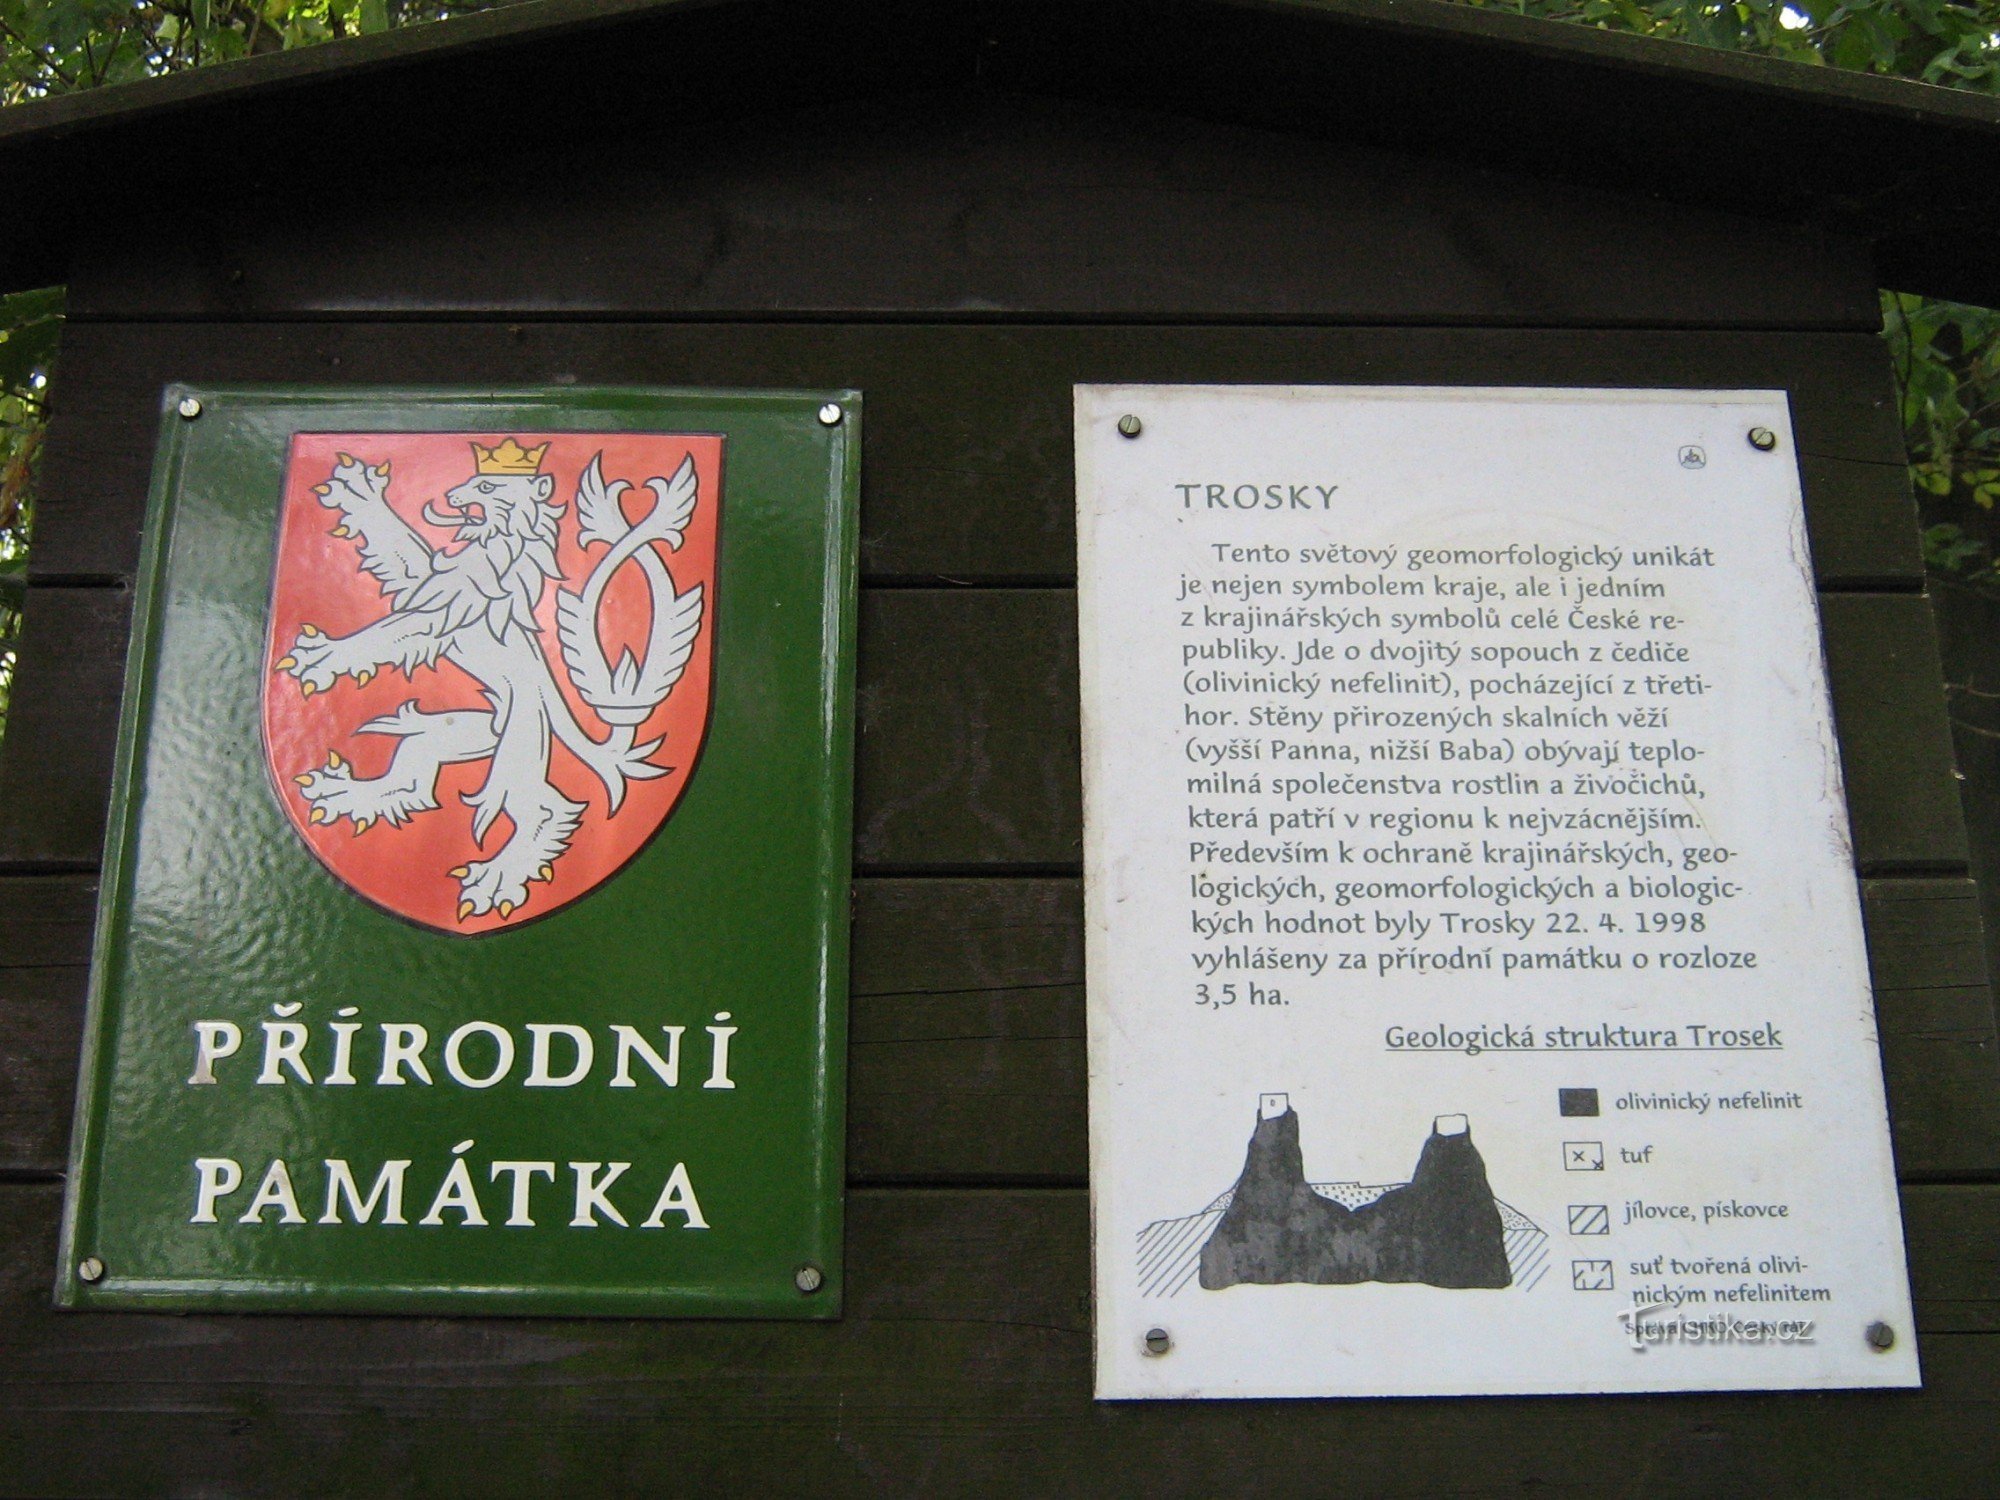 PŘÍRODNÍ
PAMÁTKA
TROSKY
Tento světový geomorfologický unikát
je nejen symbolem kraje, ale i jedním
z krajinářských symbolů celé České re-
publiky. Jde o dvojitý sopouch z čediče
(olivinický nefelinit), pocházející z třeti-
hor. Stěny přirozených skalních věží
(vyšší Panna, nižší Baba) obývají teplo-
milná společenstva rostlin a živočichů,
která patří v regionu k nejvzácnějším.
Především k ochraně krajinářských, geo-
logických, geomorfologických a biologic-
kých hodnot byly Trosky 22. 4. 1998
vyhlášeny za přírodní památku o rozloze
3,5 ha.
Geologická struktura Trosek
olivinický nefelinit
tuf
jílovce, pískovce
suť tvořená olivi-
nickým nefelinitem
Správa CHKO Český ráj
Turistika.cz